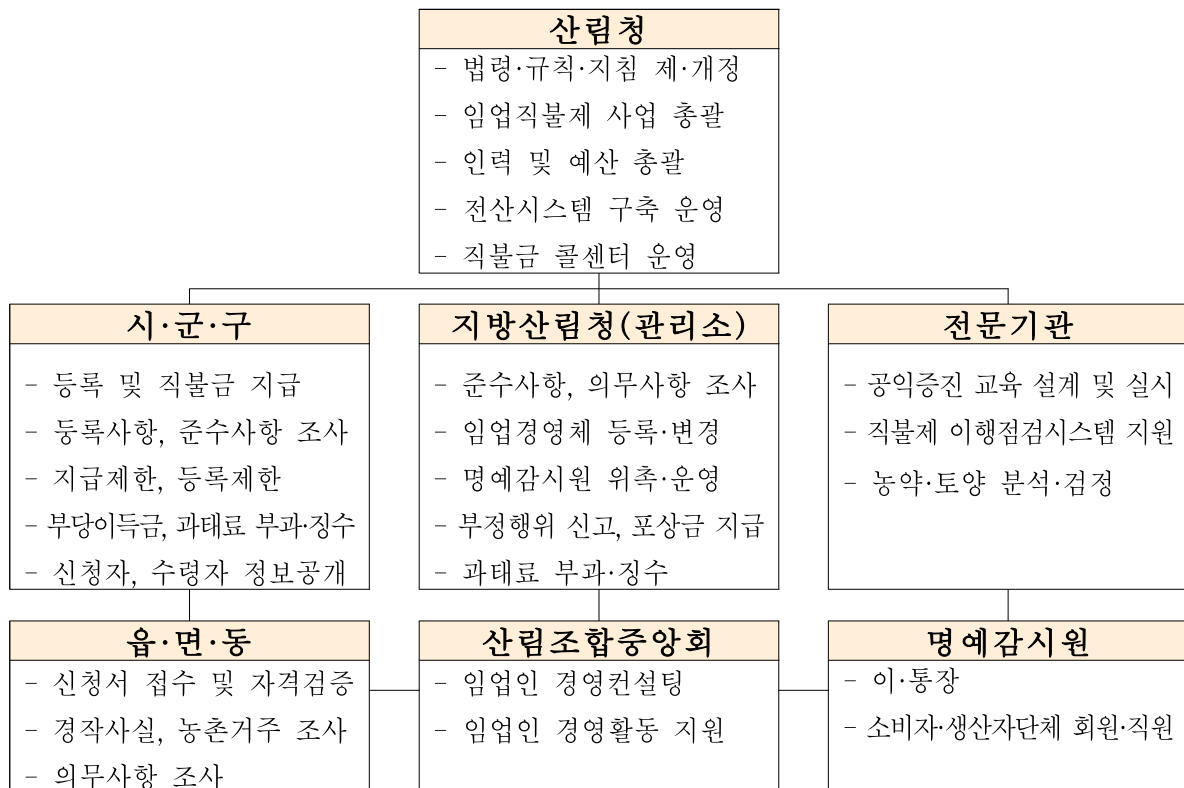 산림청
- 법령·규칙·지침 제·개정
- 임업직불제 사업 총괄
- 인력 및 예산 총괄
- 전산시스템 구축 운영
- 직불금 콜센터 운영
시·군·구
- 등록 및 직불금 지급
- 등록사항, 준수사항 조사
- 지급제한, 등록제한
- 부당이득금, 과태료 부과·징수
- 신청자, 수령자 정보공개
지방산림청(관리소)
- 준수사항, 의무사항 조사
- 임업경영체 등록·변경
- 명예감시원 위촉·운영
- 부정행위 신고, 포상금 지급
- 과태료 부과·징수
전문기관
- 공익증진 교육 설계 및 실시
- 직불제 이행점검시스템 지원
- 농약·토양 분석·검정
읍·면·동
- 신청서 접수 및 자격검증
- 경작사실, 농촌거주 조사
- 의무사항 조사
산림조합중앙회
- 임업인 경영컨설팅
- 임업인 경영활동 지원
명예감시원
- 이·통장
- 소비자·생산자단체 회원·직원